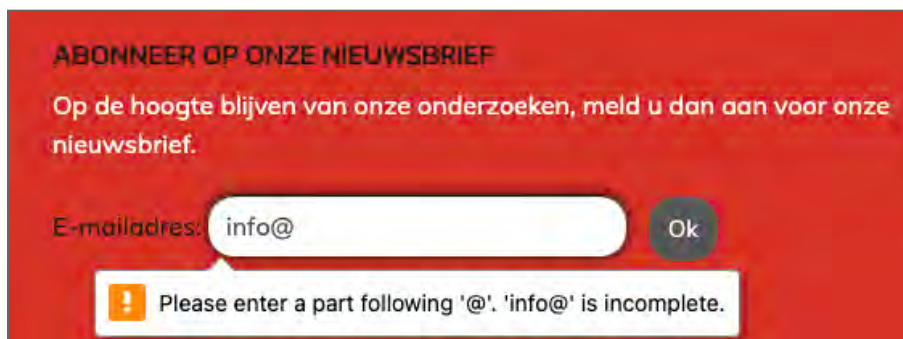 ABONNEER OP ONZE NIEUWSBRIEF
Op de hoogte blijven van onze onderzoeken, meld u dan aan voor onze
nieuwsbrief.
E-mailadres: info@ Ok
! Please enter a part following '@'. 'info@' is incomplete.